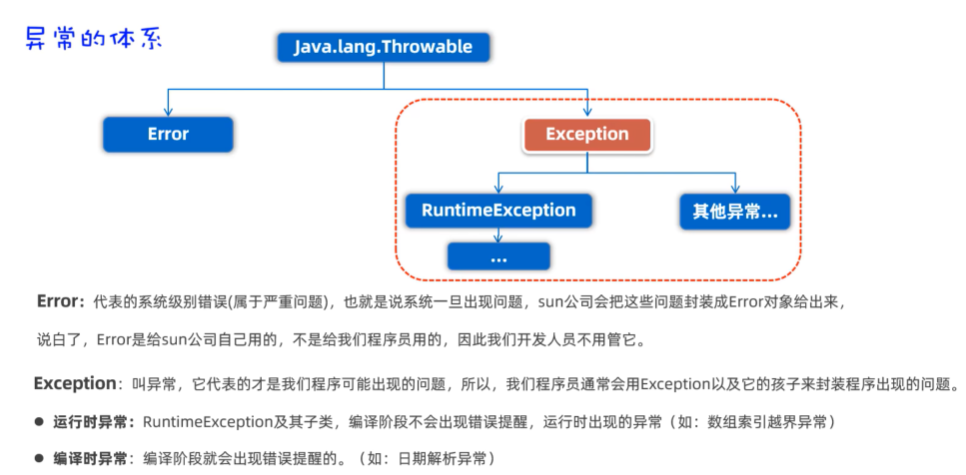 异常的体系
Java.lang.Throwable
Error
Exception
RuntimeException
其他异常...
...
Error：代表的系统级别错误(属于严重问题)，也就是说系统一旦出现问题，sun公司会把这些问题封装成Error对象给出来，
说白了，Error是给sun公司自己用的，不是给我们程序员用的，因此我们开发人员不用管它。
Exception：叫异常，它代表的才是我们程序可能出现的问题，所以，我们程序员通常会用Exception以及它的孩子来封装程序出现的问题。
● 运行时异常：RuntimeException及其子类，编译阶段不会出现错误提醒，运行时出现的异常（如：数组索引越界异常）
● 编译时异常：编译阶段就会出现错误提醒的。（如：日期解析异常）